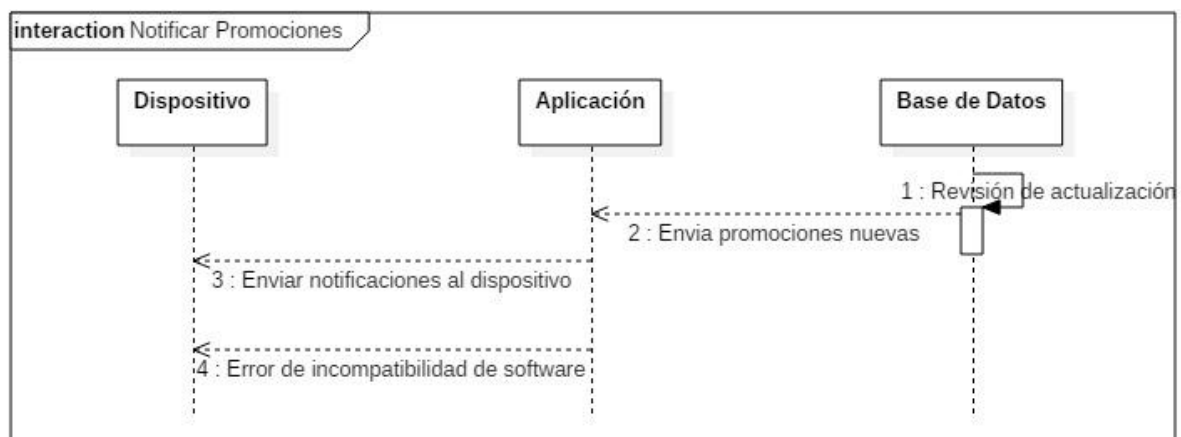 interaction Notificar Promociones
Dispositivo
Aplicación
Base de Datos
1 : Revisión de actualización
2 : Envia promociones nuevas
3 : Enviar notificaciones al dispositivo
4 : Error de incompatibilidad de software